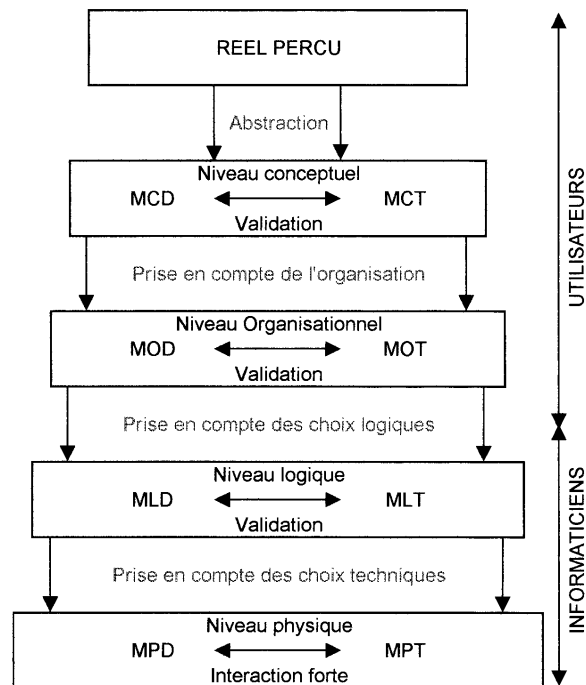 REEL PERCU
Abstraction
Niveau conceptuel
MCD MCT
Validation
Prise en compte de l'organisation
Niveau Organisationnel
MOD MOT
Validation
Prise en compte des choix logiques
Niveau logique
MLD MLT
Validation
Prise en compte des choix techniques
Niveau physique
MPD MPT
Interaction forte
UTILISATEURS
INFORMATICIENS